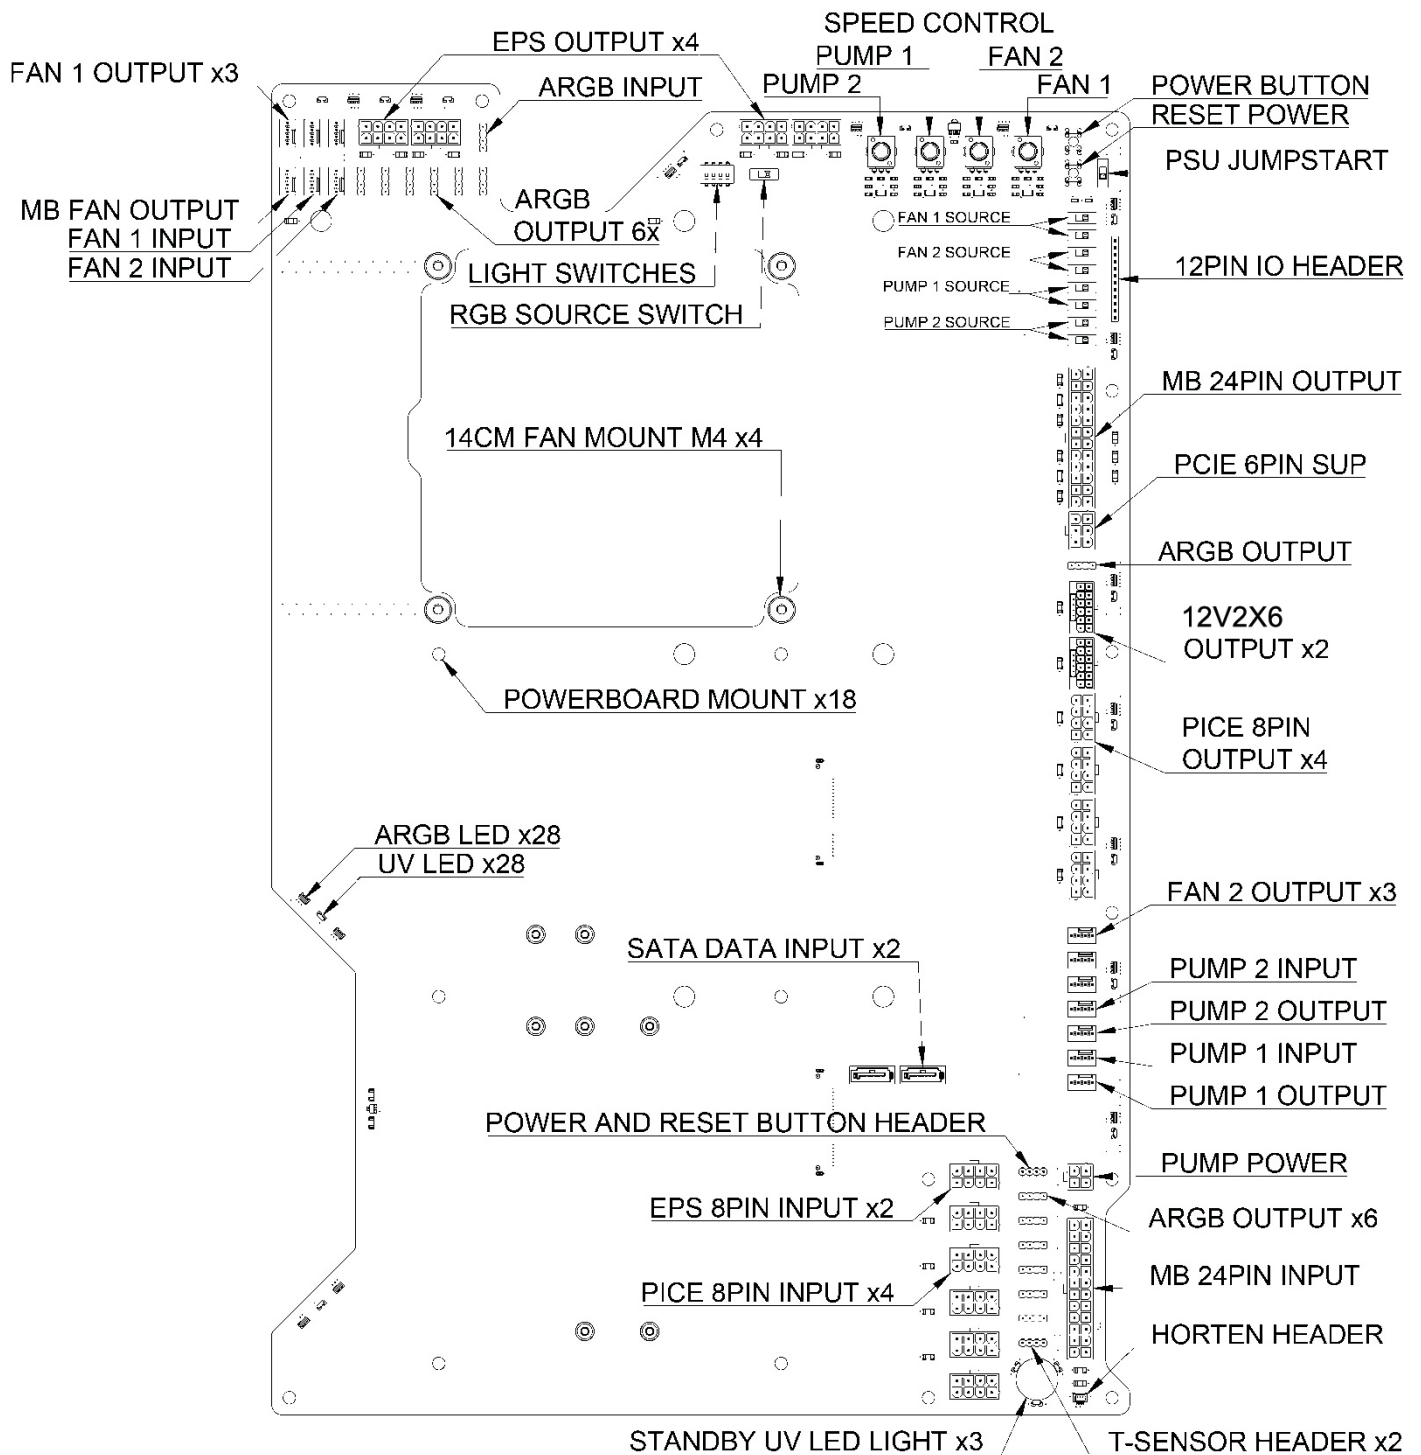 SPEED CONTROL
EPS OUTPUT x4
PUMP 1
FAN 2
FAN 1 OUTPUT x3
ARGB INPUT
PUMP 2
FAN 1
POWER BUTTON
RESET POWER
PSU JUMPSTART
MB FAN OUTPUT
FAN 1 INPUT
FAN 2 INPUT
ARGB
OUTPUT 6x
FAN 1 SOURCE
FAN 2 SOURCE
PUMP 1 SOURCE
PUMP 2 SOURCE
12PIN IO HEADER
LIGHT SWITCHES
RGB SOURCE SWITCH
MB 24PIN OUTPUT
14CM FAN MOUNT M4 x4
PCIE 6PIN SUP
ARGB OUTPUT
12V2X6
OUTPUT x2
POWERBOARD MOUNT x18
PICE 8PIN
OUTPUT x4
ARGB LED x28
UV LED x28
FAN 2 OUTPUT x3
SATA DATA INPUT x2
PUMP 2 INPUT
PUMP 2 OUTPUT
PUMP 1 INPUT
PUMP 1 OUTPUT
POWER AND RESET BUTTON HEADER
PUMP POWER
EPS 8PIN INPUT x2
ARGB OUTPUT x6
PICE 8PIN INPUT x4
MB 24PIN INPUT
HORTEN HEADER
STANDBY UV LED LIGHT x3
T-SENSOR HEADER x2